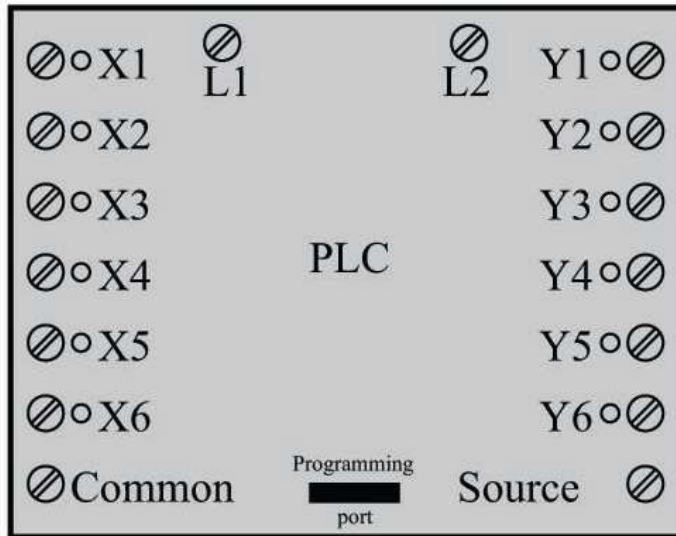 X1 L1 L2 Y1
X2 Y2
X3 Y3
PLC
X4 Y4
X5 Y5
X6 Y6
Programming
Common Source
port